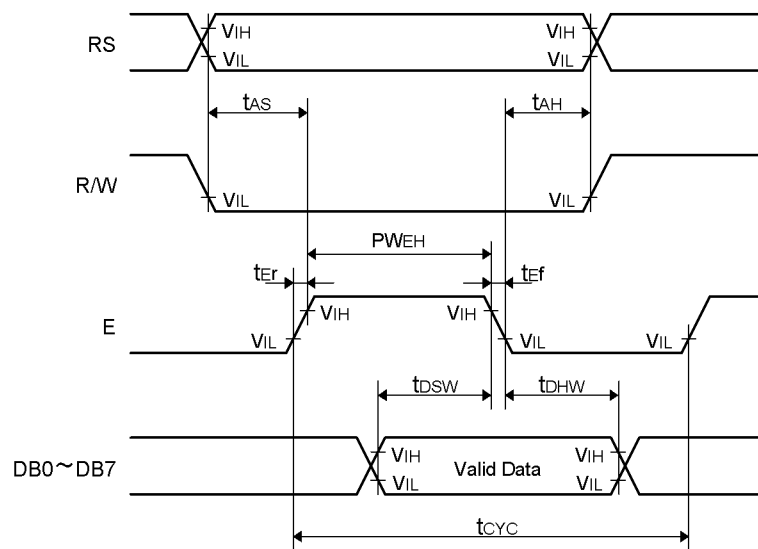 VIH VIH
RS
VIL VIL
tAS tAH
R/W
VIL VIL
PWEH
tEr tEf
VIH VIH
E
VIL VIL VIL
tDSW tDHW
VIH VIH
DB0～DB7 Valid Data
VIL VIL
tCYC